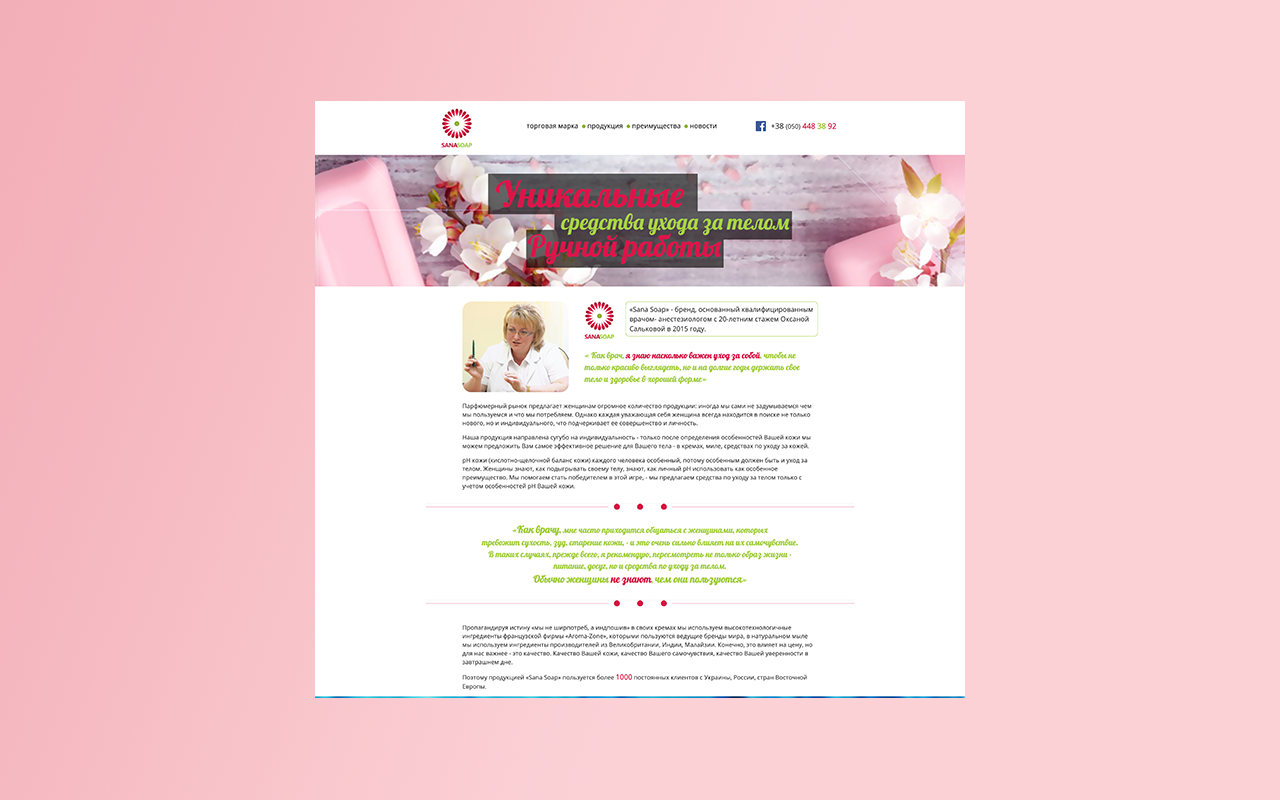 SANASOAP
торговая марка продукция преимущества новости
+38 (050) 448 38 92
Уникальные
средства ухода за телом
Ручной работы
SANASOAP
«Sana Soap» - бренд, основанный квалифицированным
врачом- анестезиологом с 20-летним стажем Оксаной
Сальковой в 2015 году.
« Как врач, я знаю насколько важен уход за собой, чтобы не
только красиво выглядеть, но и на долгие годы держать свое
тело и здоровье в хорошей форме»
Парфюмерный рынок предлагает женщинам огромное количество продукции: иногда мы сами не задумываемся чем
мы пользуемся и что мы потребляем. Однако каждая уважающая себя женщина всегда находится в поиске не только
нового, но и индивидуального, что подчеркивает ее совершенство и личность.
Наша продукция направлена сугубо на индивидуальность - только после определения особенностей Вашей кожи мы
можем предложить Вам самое эффективное решение для Вашего тела - в кремах, миле, средствах по уходу за кожей.
pH кожи (кислотно-щелочной баланс кожи) каждого человека особенный, потому особенным должен быть и уход за
телом. Женщины знают, как подыгрывать своему телу, знают, как личный pH использовать как особенное
преимущество. Мы помогаем стать победителем в этой игре, - мы предлагаем средства по уходу за телом только с
учетом особенностей pH Вашей кожи.
«Как врачу, мне часто приходится общаться с женщинами, которых
тревожит сухость, зуд, старение кожи, - и это очень сильно влияет на их самочувствие.
В таких случаях, прежде всего, я рекомендую, пересмотреть не только образ жизни -
питание, досуг, но и средства по уходу за телом.
Обычно женщины не знают, чем они пользуются»
Пропагандируя истину «мы не ширпотреб, а индпошив» в своих кремах мы используем высокотехнологичные
ингредиенты французской фирмы «Aroma-Zone», которыми пользуются ведущие бренды мира, в натуральном мыле
мы используем ингредиенты производителей из Великобритании, Индии, Малайзии. Конечно, это влияет на цену, но
для нас важнее - это качество. Качество Вашей кожи, качество Вашего самочувствия, качество Вашей уверенности в
завтрашнем дне.
Поэтому продукцией «Sana Soap» пользуется более 1000 постоянных клиентов с Украины, России, стран Восточной
Европы.